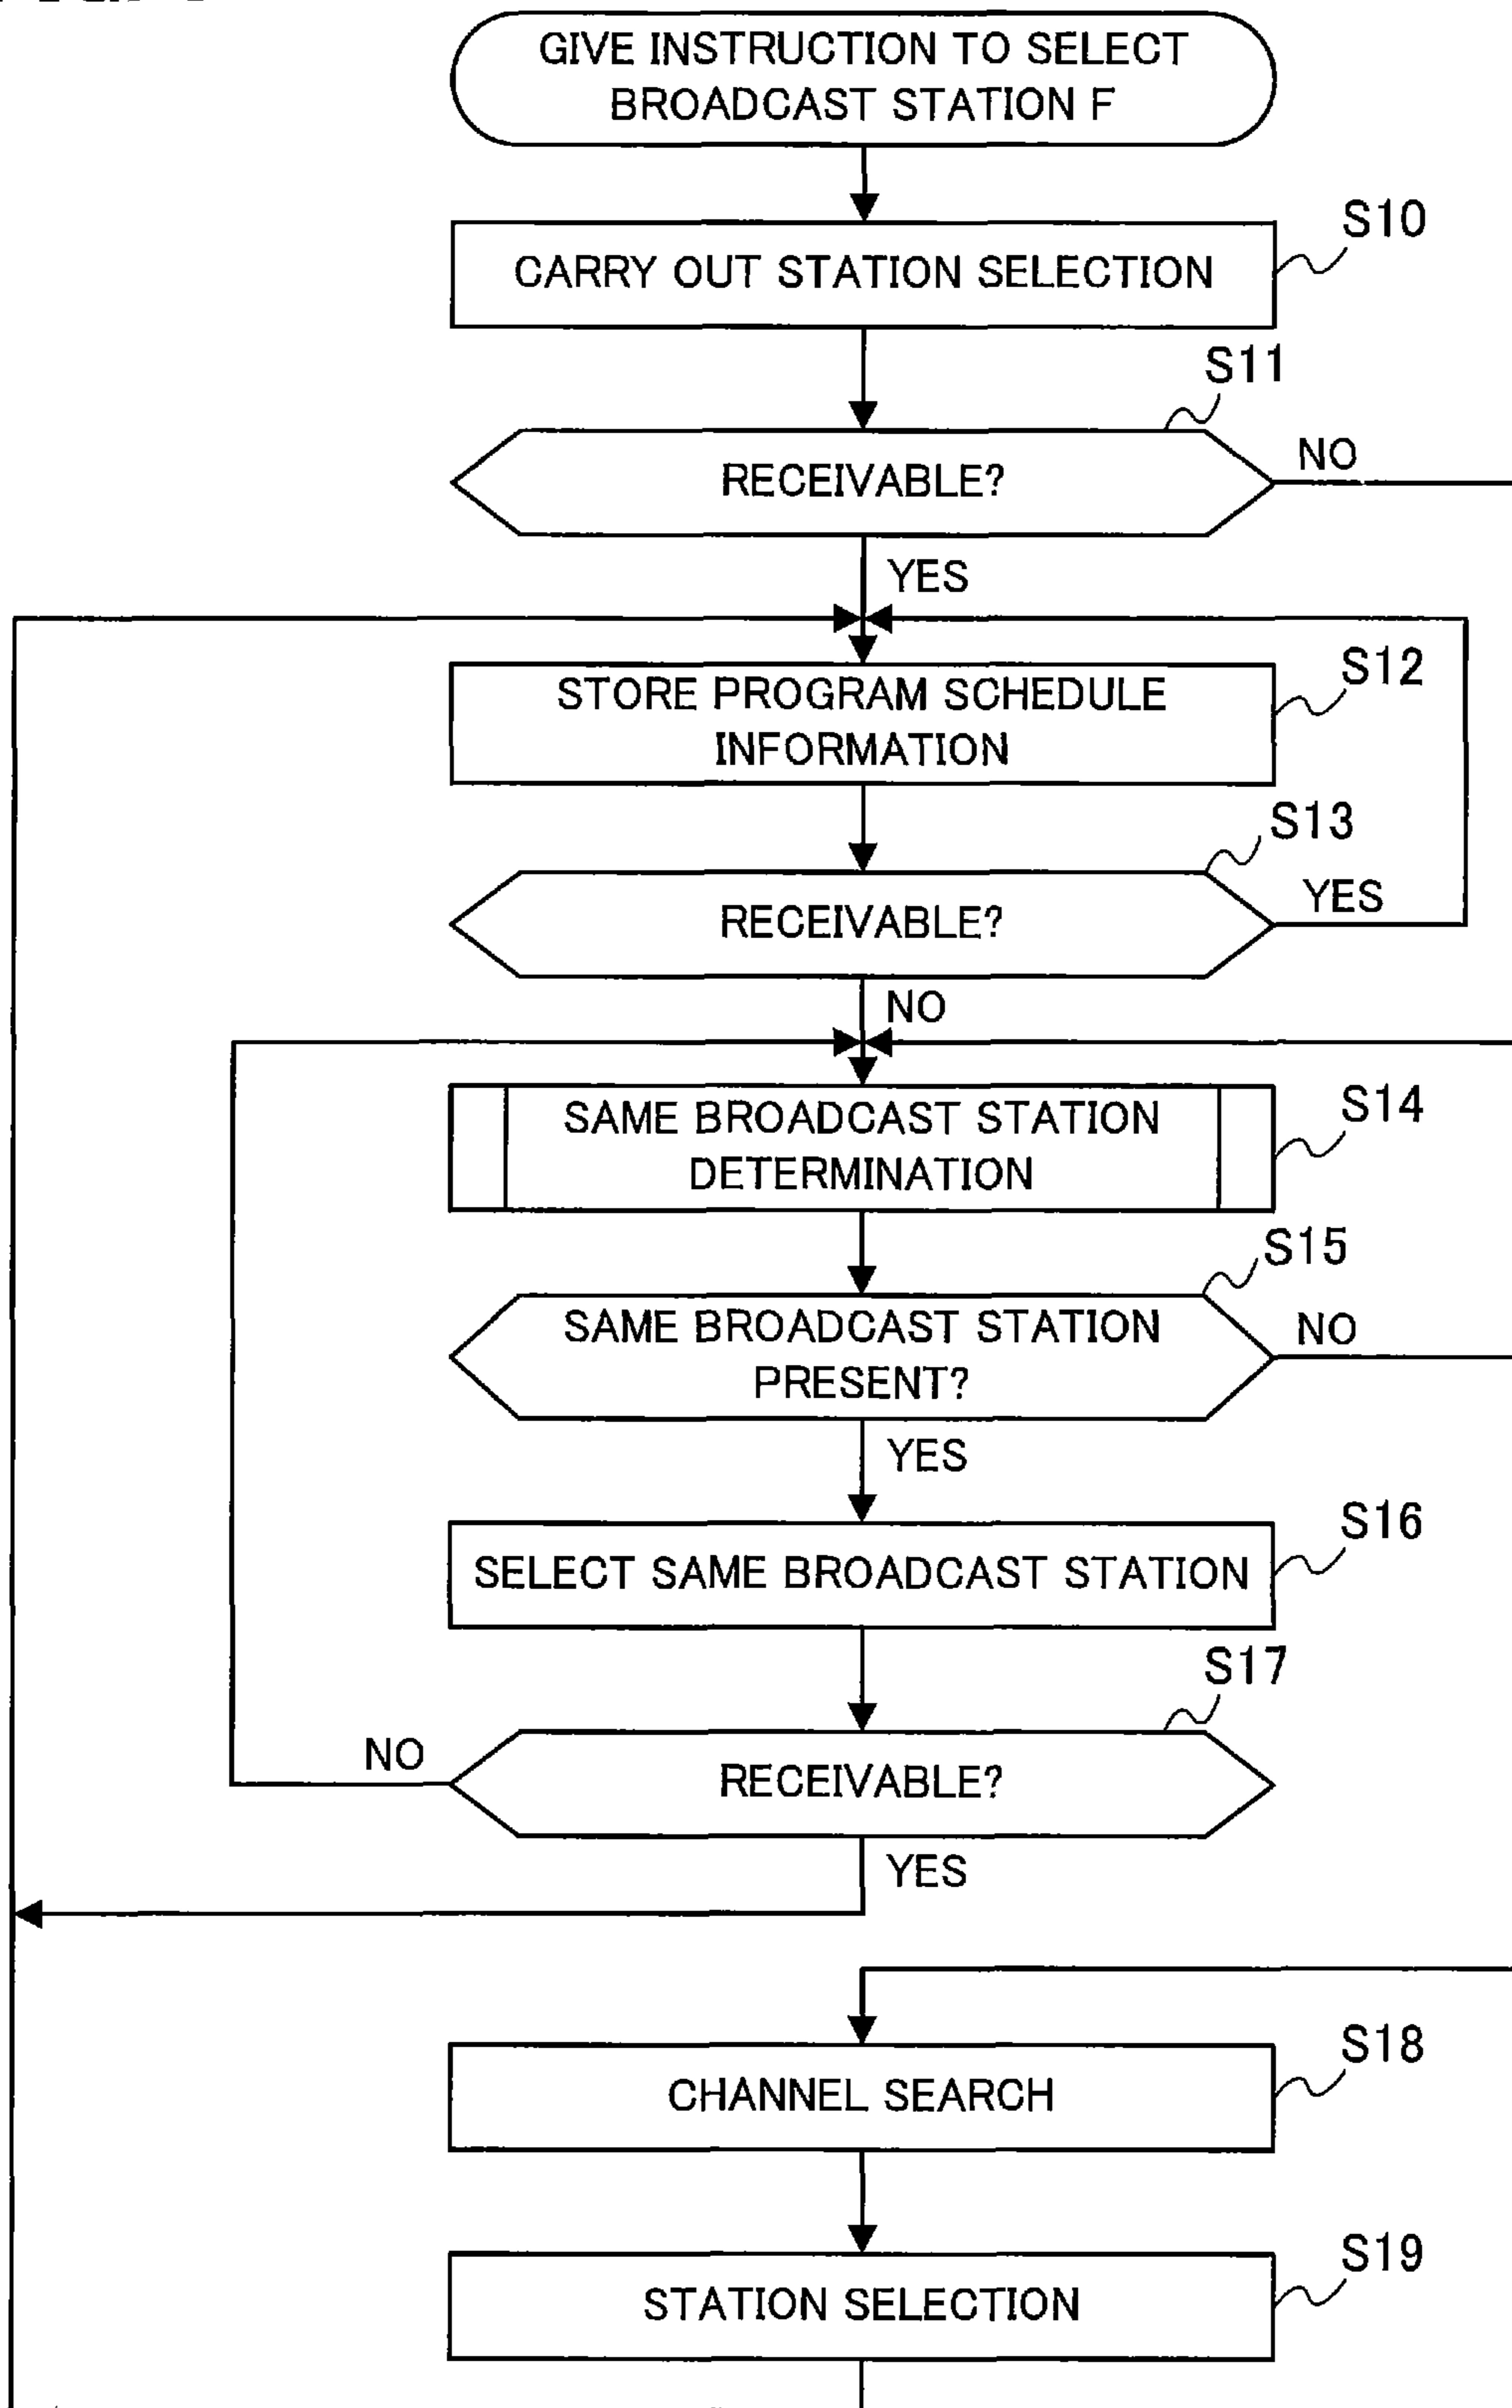 GIVE INSTRUCTION TO SELECT
BROADCAST STATION F
S10
CARRY OUT STATION SELECTION
S11
RECEIVABLE?
NO
YES
S12
STORE PROGRAM SCHEDULE
INFORMATION
S13
RECEIVABLE?
YES
NO
S14
SAME BROADCAST STATION
DETERMINATION
S15
SAME BROADCAST STATION
PRESENT?
NO
YES
S16
SELECT SAME BROADCAST STATION
S17
NO
RECEIVABLE?
YES
S18
CHANNEL SEARCH
S19
STATION SELECTION